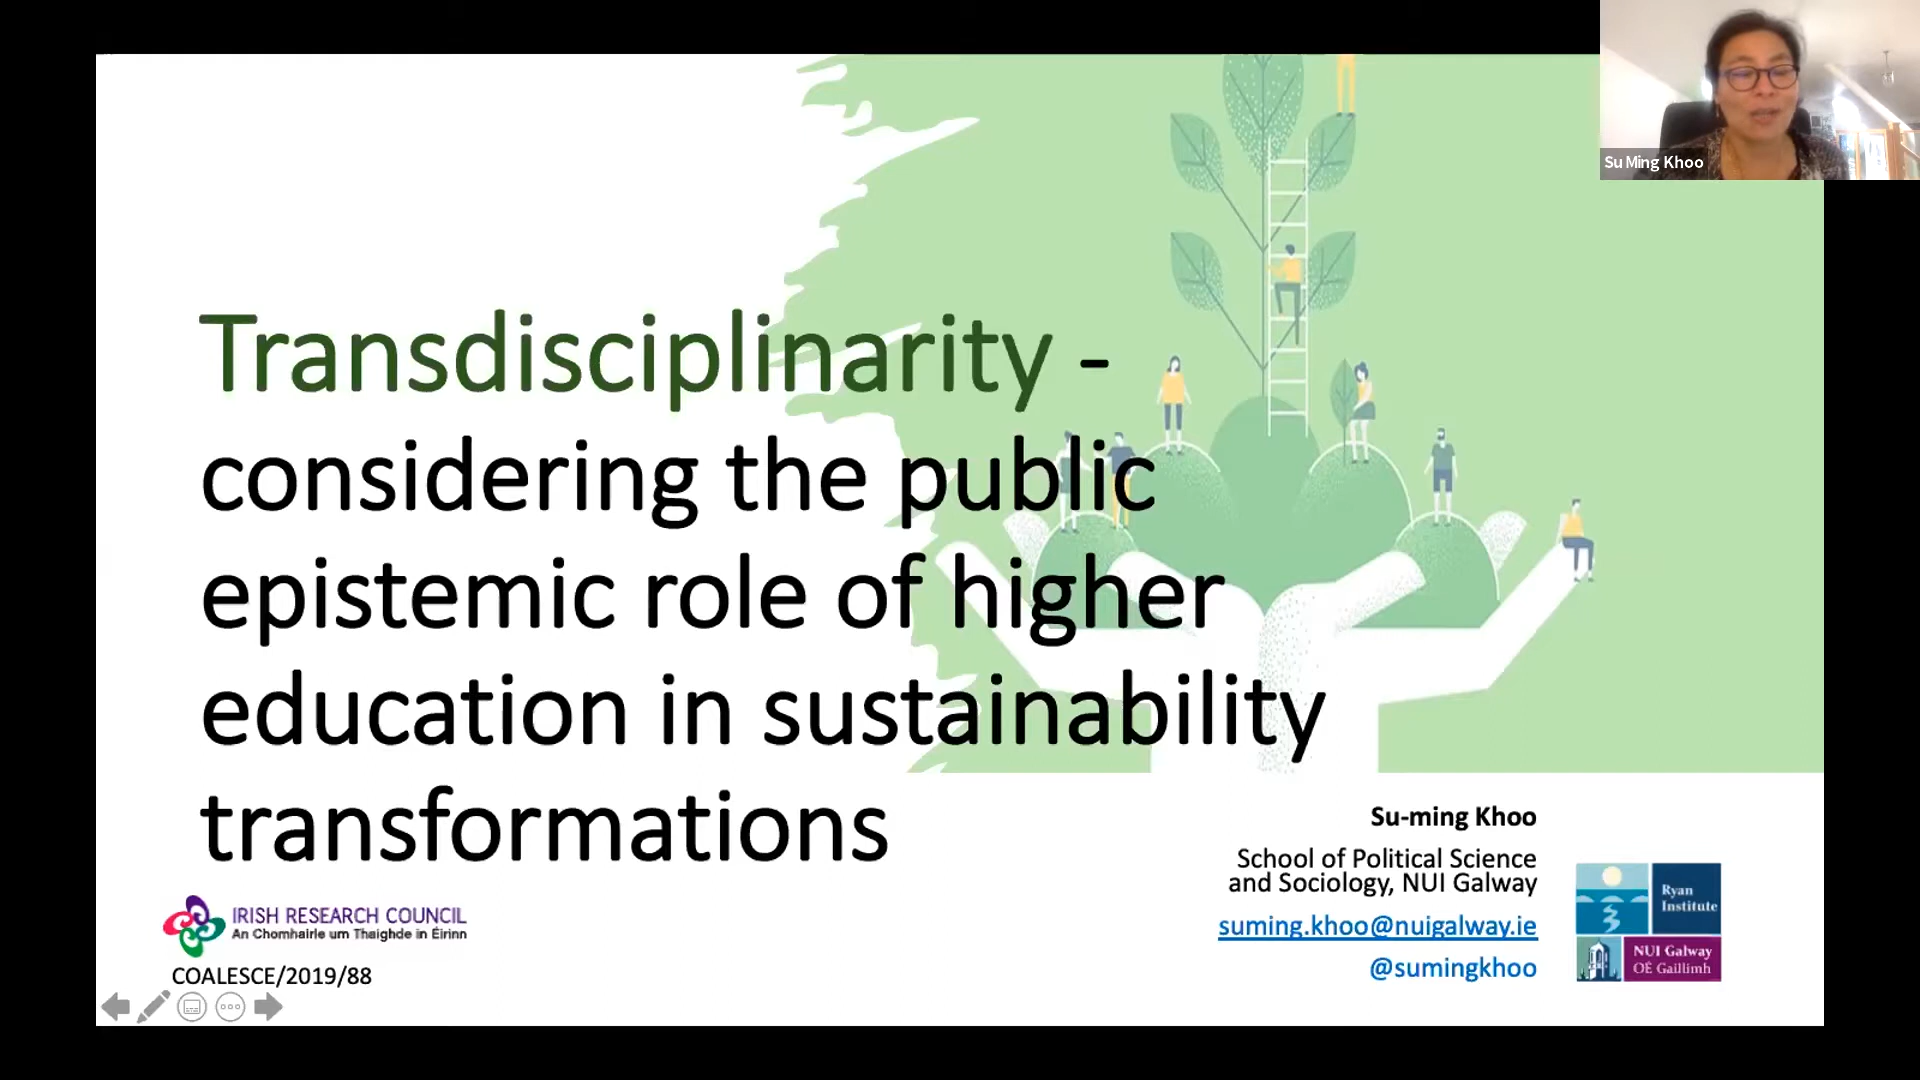 Su Ming Khoo
Transdisciplinarity -
considering the public
epistemic role of higher
education in sustainability
transformations
Su-ming Khoo
School of Political Science
and Sociology, NUI Galway
suming.khoo@nuigalway.ie
@sumingkhoo
IRISH RESEARCH COUNCIL
An Chomhairle um Thaighde in Éirinn
COALESCE/2019/88
Ryan
Institute
NUI Galway
OÉ Gaillimh